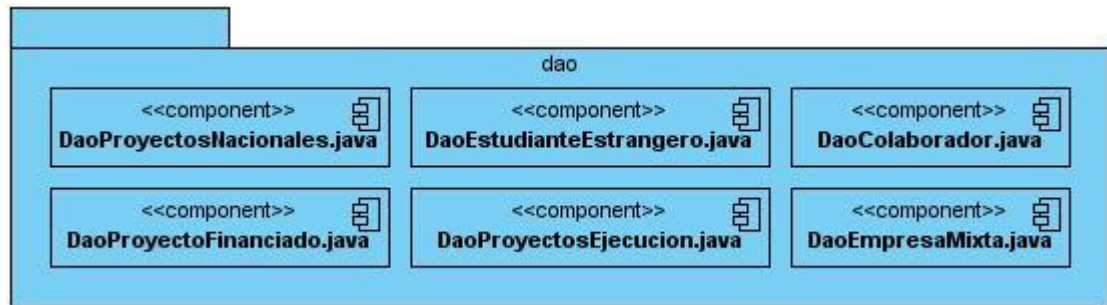 dao
<<component>>
DaoProyectosNacionales.java
<<component>>
DaoEstudianteEstrangero.java
<<component>>
DaoColaborador.java
<<component>>
DaoProyectoFinanciado.java
<<component>>
DaoProyectosEjecucion.java
<<component>>
DaoEmpresaMixta.java